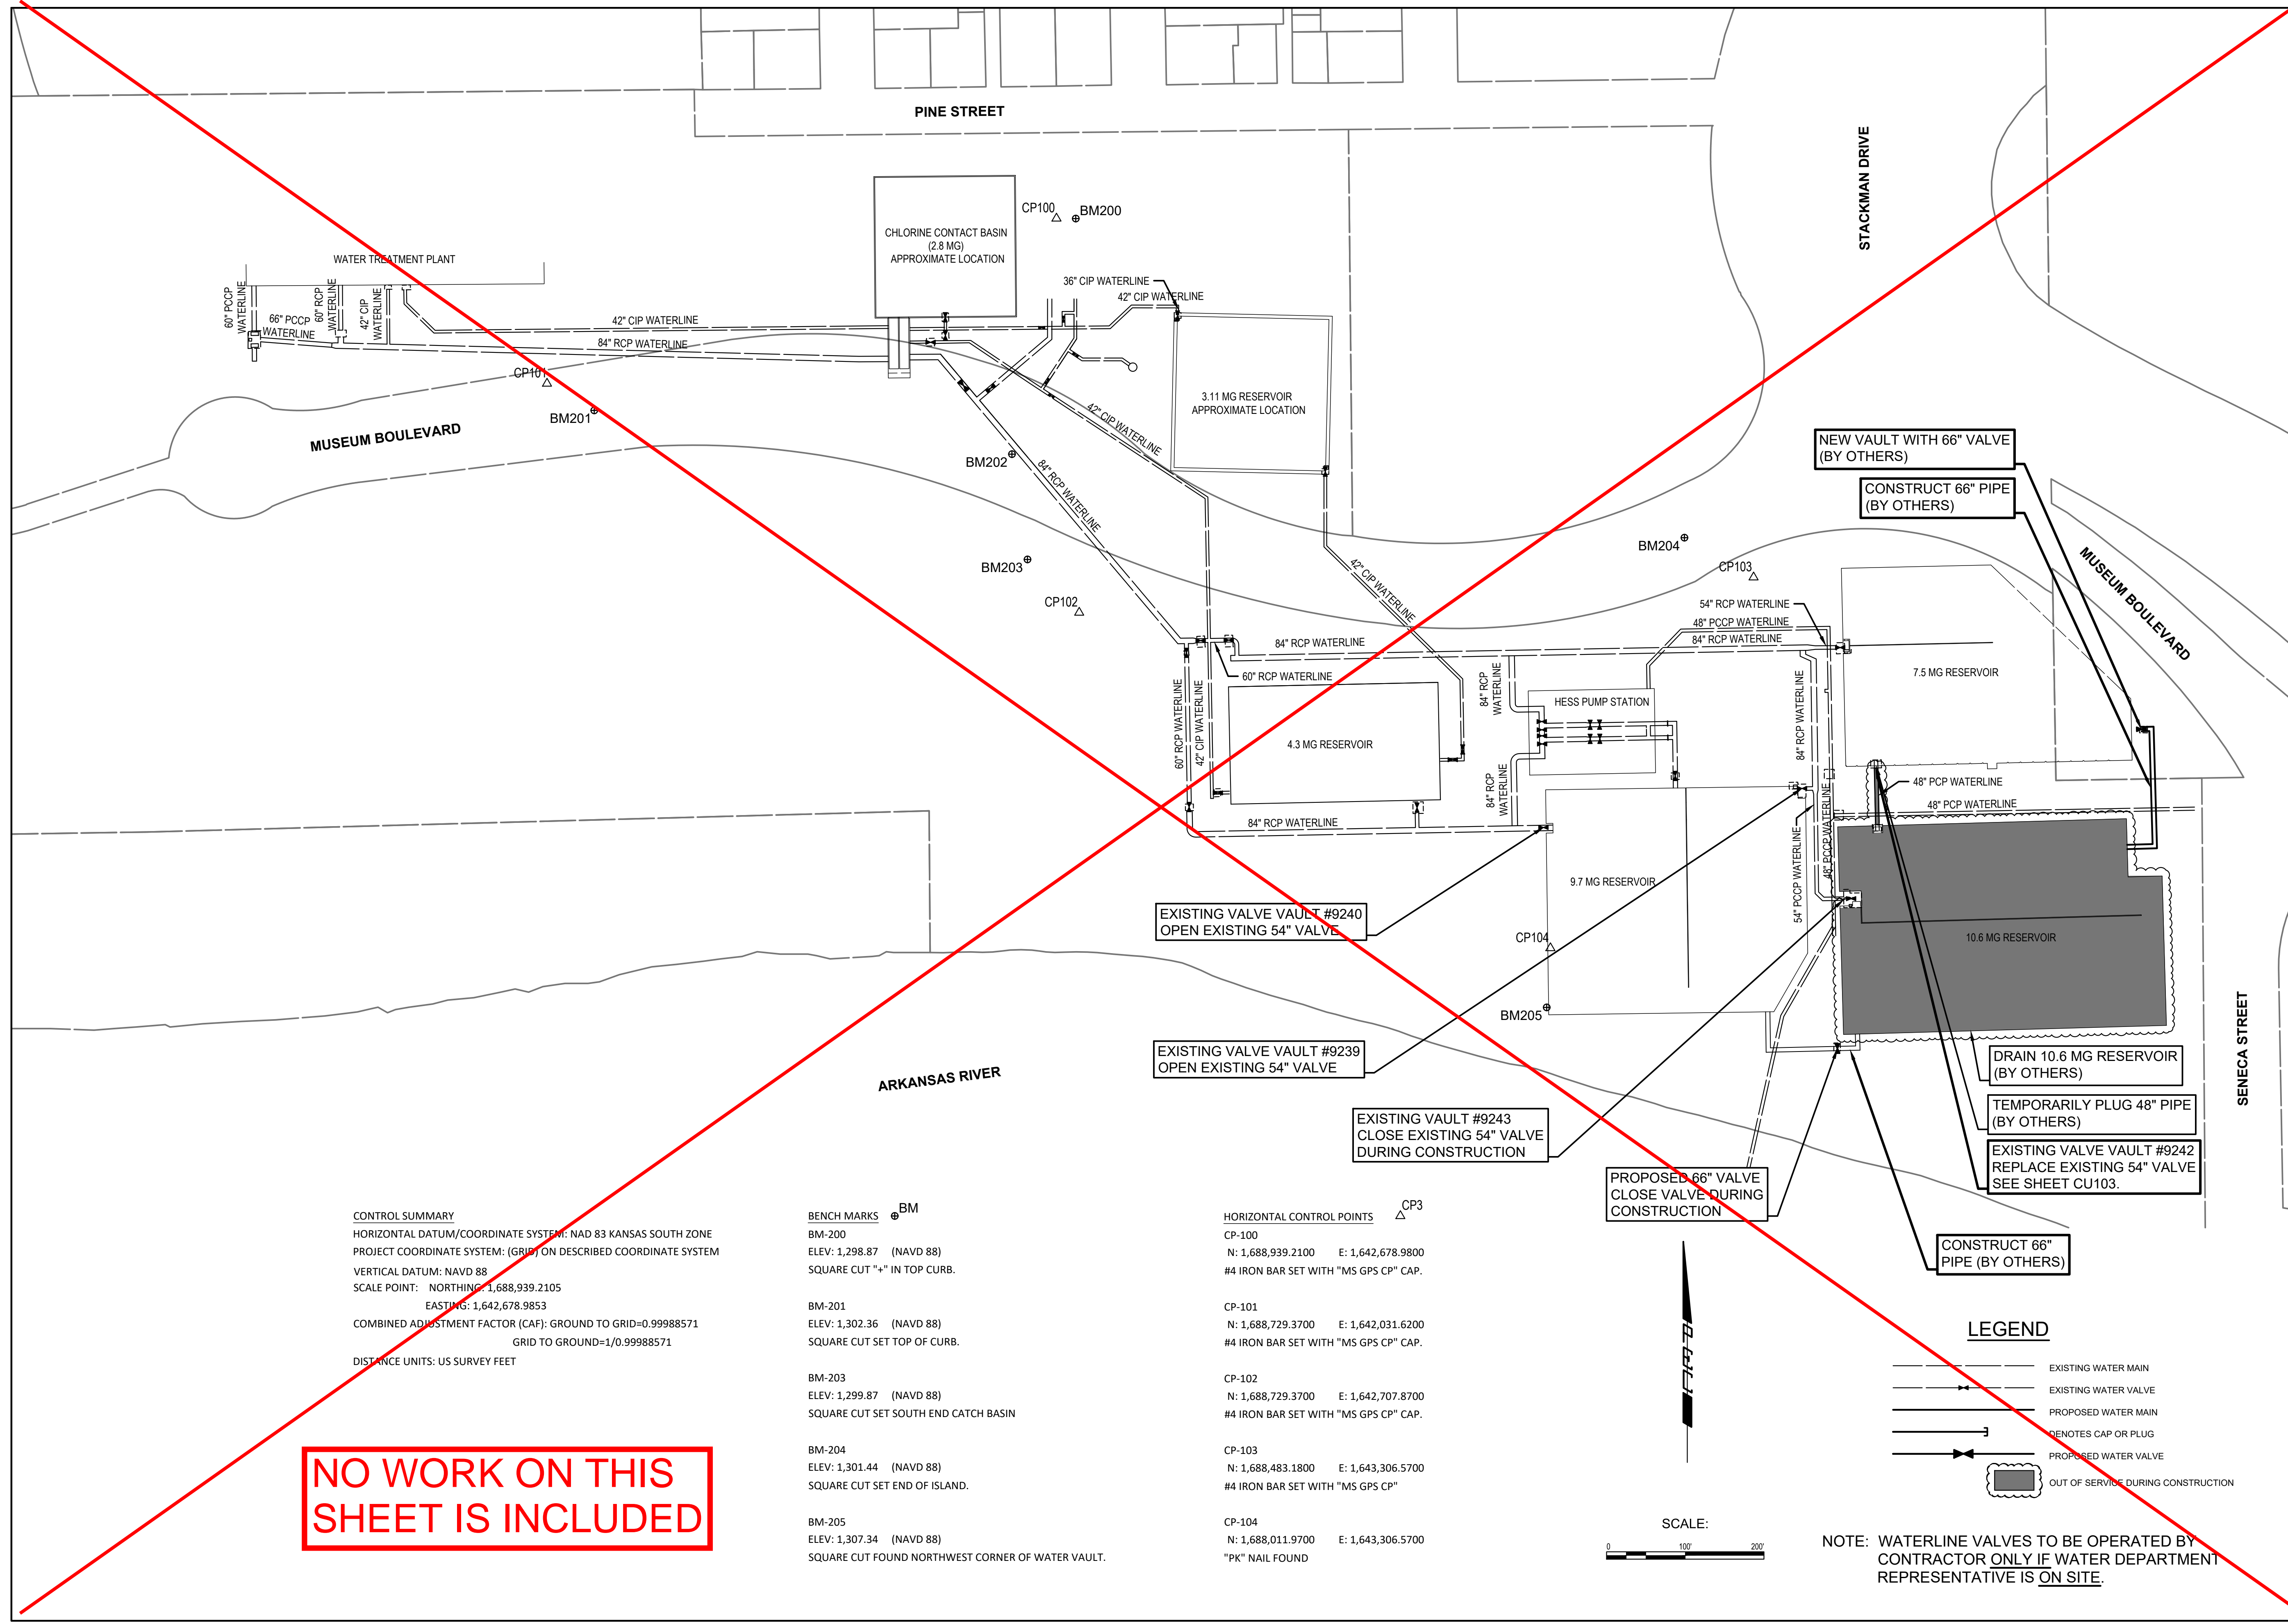 PINE STREET
STACKMAN DRIVE
CP100
BM200
CHLORINE CONTACT BASIN
(2.8 MG)
APPROXIMATE LOCATION
WATER TREATMENT PLANT
60" PCCP
WATERLINE
66" PCCP
WATERLINE
60" RCP
WATERLINE
42" CIP
WATERLINE
42" CIP WATERLINE
84" RCP WATERLINE
36" CIP WATERLINE
42" CIP WATERLINE
CP101
BM201
MUSEUM BOULEVARD
3.11 MG RESERVOIR
APPROXIMATE LOCATION
42" CIP WATERLINE
BM202
84" RCP WATERLINE
NEW VAULT WITH 66" VALVE
(BY OTHERS)
CONSTRUCT 66" PIPE
(BY OTHERS)
BM204
CP103
BM203
CP102
42" CIP WATERLINE
MUSEUM BOULEVARD
54" RCP WATERLINE
48" PCCP WATERLINE
84" RCP WATERLINE
84" RCP WATERLINE
60" RCP WATERLINE
7.5 MG RESERVOIR
60" RCP WATERLINE
42" CIP WATERLINE
84" RCP
WATERLINE
HESS PUMP STATION
84" RCP WATERLINE
4.3 MG RESERVOIR
84" RCP
WATERLINE
48" PCP WATERLINE
48" PCP WATERLINE
84" RCP WATERLINE
54" PCCP WATERLINE
48" PCCP WATERLINE
9.7 MG RESERVOIR
EXISTING VALVE VAULT #9240
OPEN EXISTING 54" VALVE
CP104
10.6 MG RESERVOIR
BM205
SENECA STREET
EXISTING VALVE VAULT #9239
OPEN EXISTING 54" VALVE
DRAIN 10.6 MG RESERVOIR
(BY OTHERS)
ARKANSAS RIVER
TEMPORARILY PLUG 48" PIPE
(BY OTHERS)
EXISTING VAULT #9243
CLOSE EXISTING 54" VALVE
DURING CONSTRUCTION
EXISTING VALVE VAULT #9242
REPLACE EXISTING 54" VALVE
SEE SHEET CU103.
PROPOSED 66" VALVE
CLOSE VALVE DURING
CONSTRUCTION
CONSTRUCT 66"
PIPE (BY OTHERS)
CONTROL SUMMARY
HORIZONTAL DATUM/COORDINATE SYSTEM: NAD 83 KANSAS SOUTH ZONE
PROJECT COORDINATE SYSTEM: (GRID) ON DESCRIBED COORDINATE SYSTEM
VERTICAL DATUM: NAVD 88
SCALE POINT: NORTHING: 1,688,939.2105
EASTING: 1,642,678.9853
COMBINED ADJUSTMENT FACTOR (CAF): GROUND TO GRID=0.99988571
GRID TO GROUND=1/0.99988571
DISTANCE UNITS: US SURVEY FEET
BENCH MARKS BM
BM-200
ELEV: 1,298.87 (NAVD 88)
SQUARE CUT "+" IN TOP CURB.
BM-201
ELEV: 1,302.36 (NAVD 88)
SQUARE CUT SET TOP OF CURB.
BM-203
ELEV: 1,299.87 (NAVD 88)
SQUARE CUT SET SOUTH END CATCH BASIN
BM-204
ELEV: 1,301.44 (NAVD 88)
SQUARE CUT SET END OF ISLAND.
BM-205
ELEV: 1,307.34 (NAVD 88)
SQUARE CUT FOUND NORTHWEST CORNER OF WATER VAULT.
HORIZONTAL CONTROL POINTS CP3
CP-100
N: 1,688,939.2100 E: 1,642,678.9800
#4 IRON BAR SET WITH "MS GPS CP" CAP.
CP-101
N: 1,688,729.3700 E: 1,642,031.6200
#4 IRON BAR SET WITH "MS GPS CP" CAP.
CP-102
N: 1,688,729.3700 E: 1,642,707.8700
#4 IRON BAR SET WITH "MS GPS CP" CAP.
CP-103
N: 1,688,483.1800 E: 1,643,306.5700
#4 IRON BAR SET WITH "MS GPS CP"
CP-104
N: 1,688,011.9700 E: 1,643,306.5700
"PK" NAIL FOUND
NO WORK ON THIS
SHEET IS INCLUDED
SCALE:
0 100' 200'
LEGEND
EXISTING WATER MAIN
EXISTING WATER VALVE
PROPOSED WATER MAIN
DENOTES CAP OR PLUG
PROPOSED WATER VALVE
OUT OF SERVICE DURING CONSTRUCTION
NOTE: WATERLINE VALVES TO BE OPERATED BY
CONTRACTOR ONLY IF WATER DEPARTMENT
REPRESENTATIVE IS ON SITE.